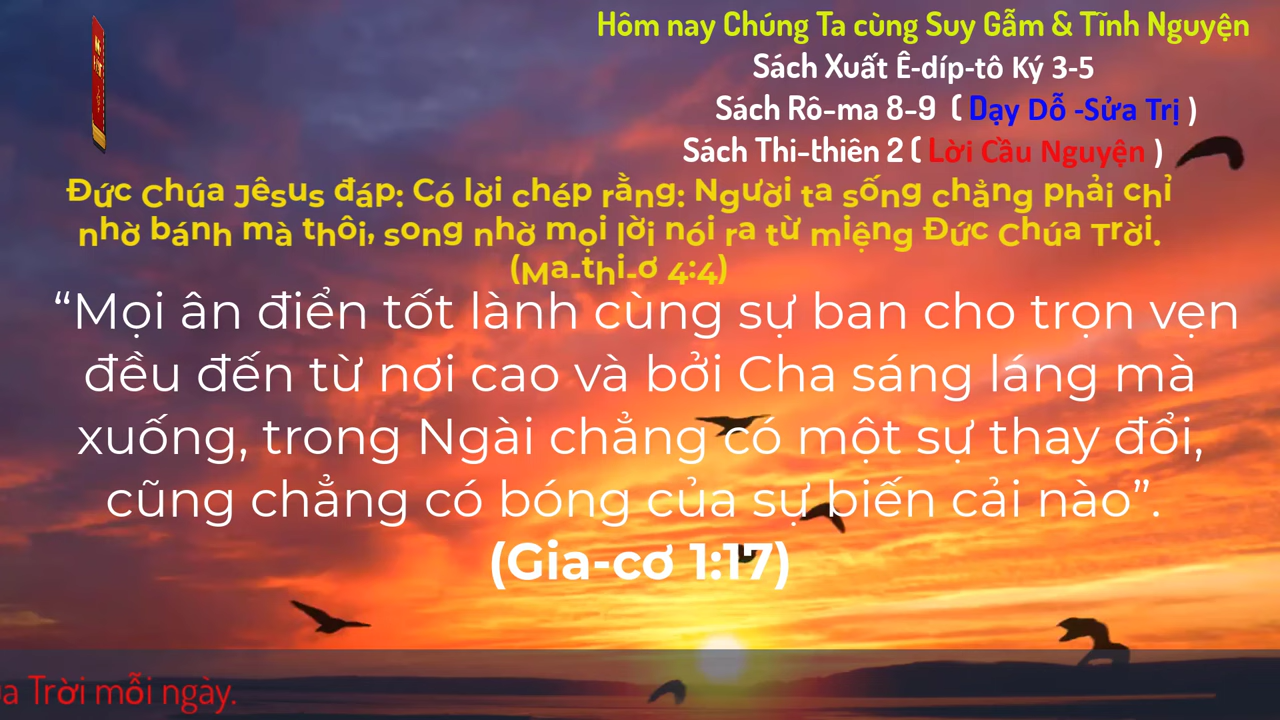 Hôm nay Chúng Ta cùng Suy Gẫm & Tĩnh Nguyện
Sách Xuất Ê-díp-tô Ký 3-5
Sách Rô-ma 8-9 ( Dạy Dỗ -Sửa Trị )
Sách Thi-thiên 2 ( Lời Cầu Nguyện )
Đức Chúa Jêsus đáp: Có lời chép rằng: Người ta sống chẳng phải chỉ
nhờ bánh mà thôi, song nhờ mọi lời nói ra từ miệng Đức Chúa Trời.
(Ma-thi-ơ 4:4)
“Mọi ân điển tốt lành cùng sự ban cho trọn vẹn
đều đến từ nơi cao và bởi Cha sáng láng mà
xuống, trong Ngài chẳng có một sự thay đổi,
cũng chẳng có bóng của sự biến cải nào”.
(Gia-cơ 1:17)
Trời mỗi ngày.